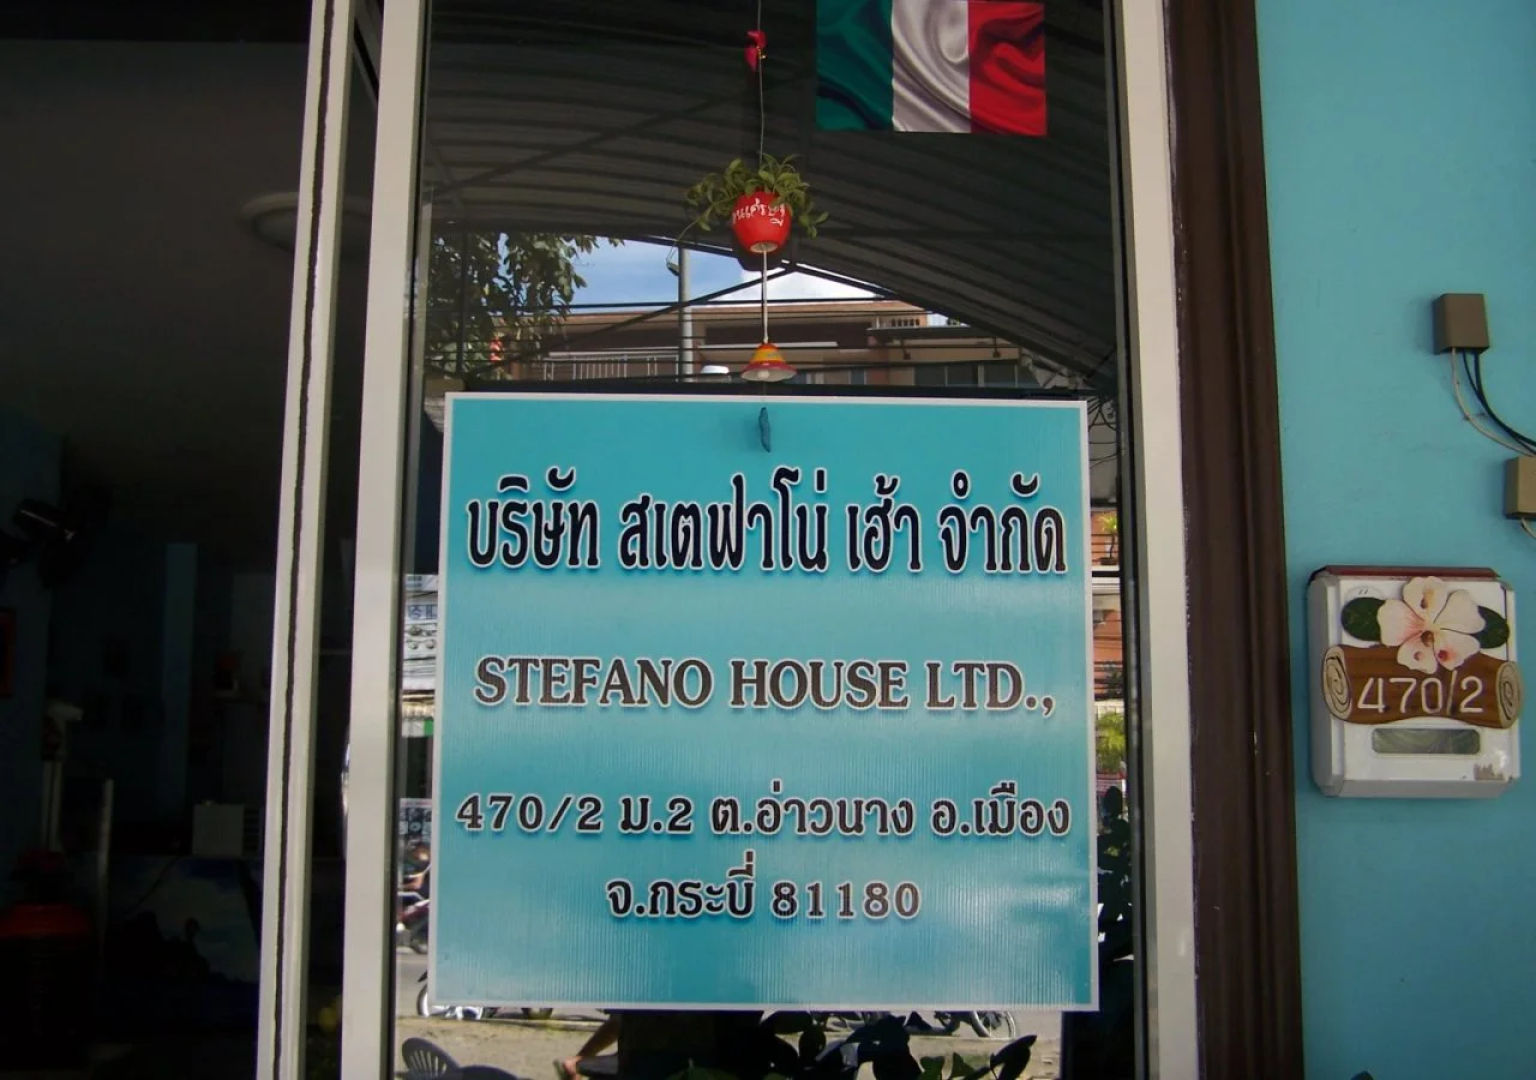 บริษัท สเตฟาโน่ เฮ้า จำกัด
STEFANO HOUSE LTD.,
470/2 ม.2 ต.อ่าวนาง อ.เมือง
จ.กระบี่ 81180
470/2